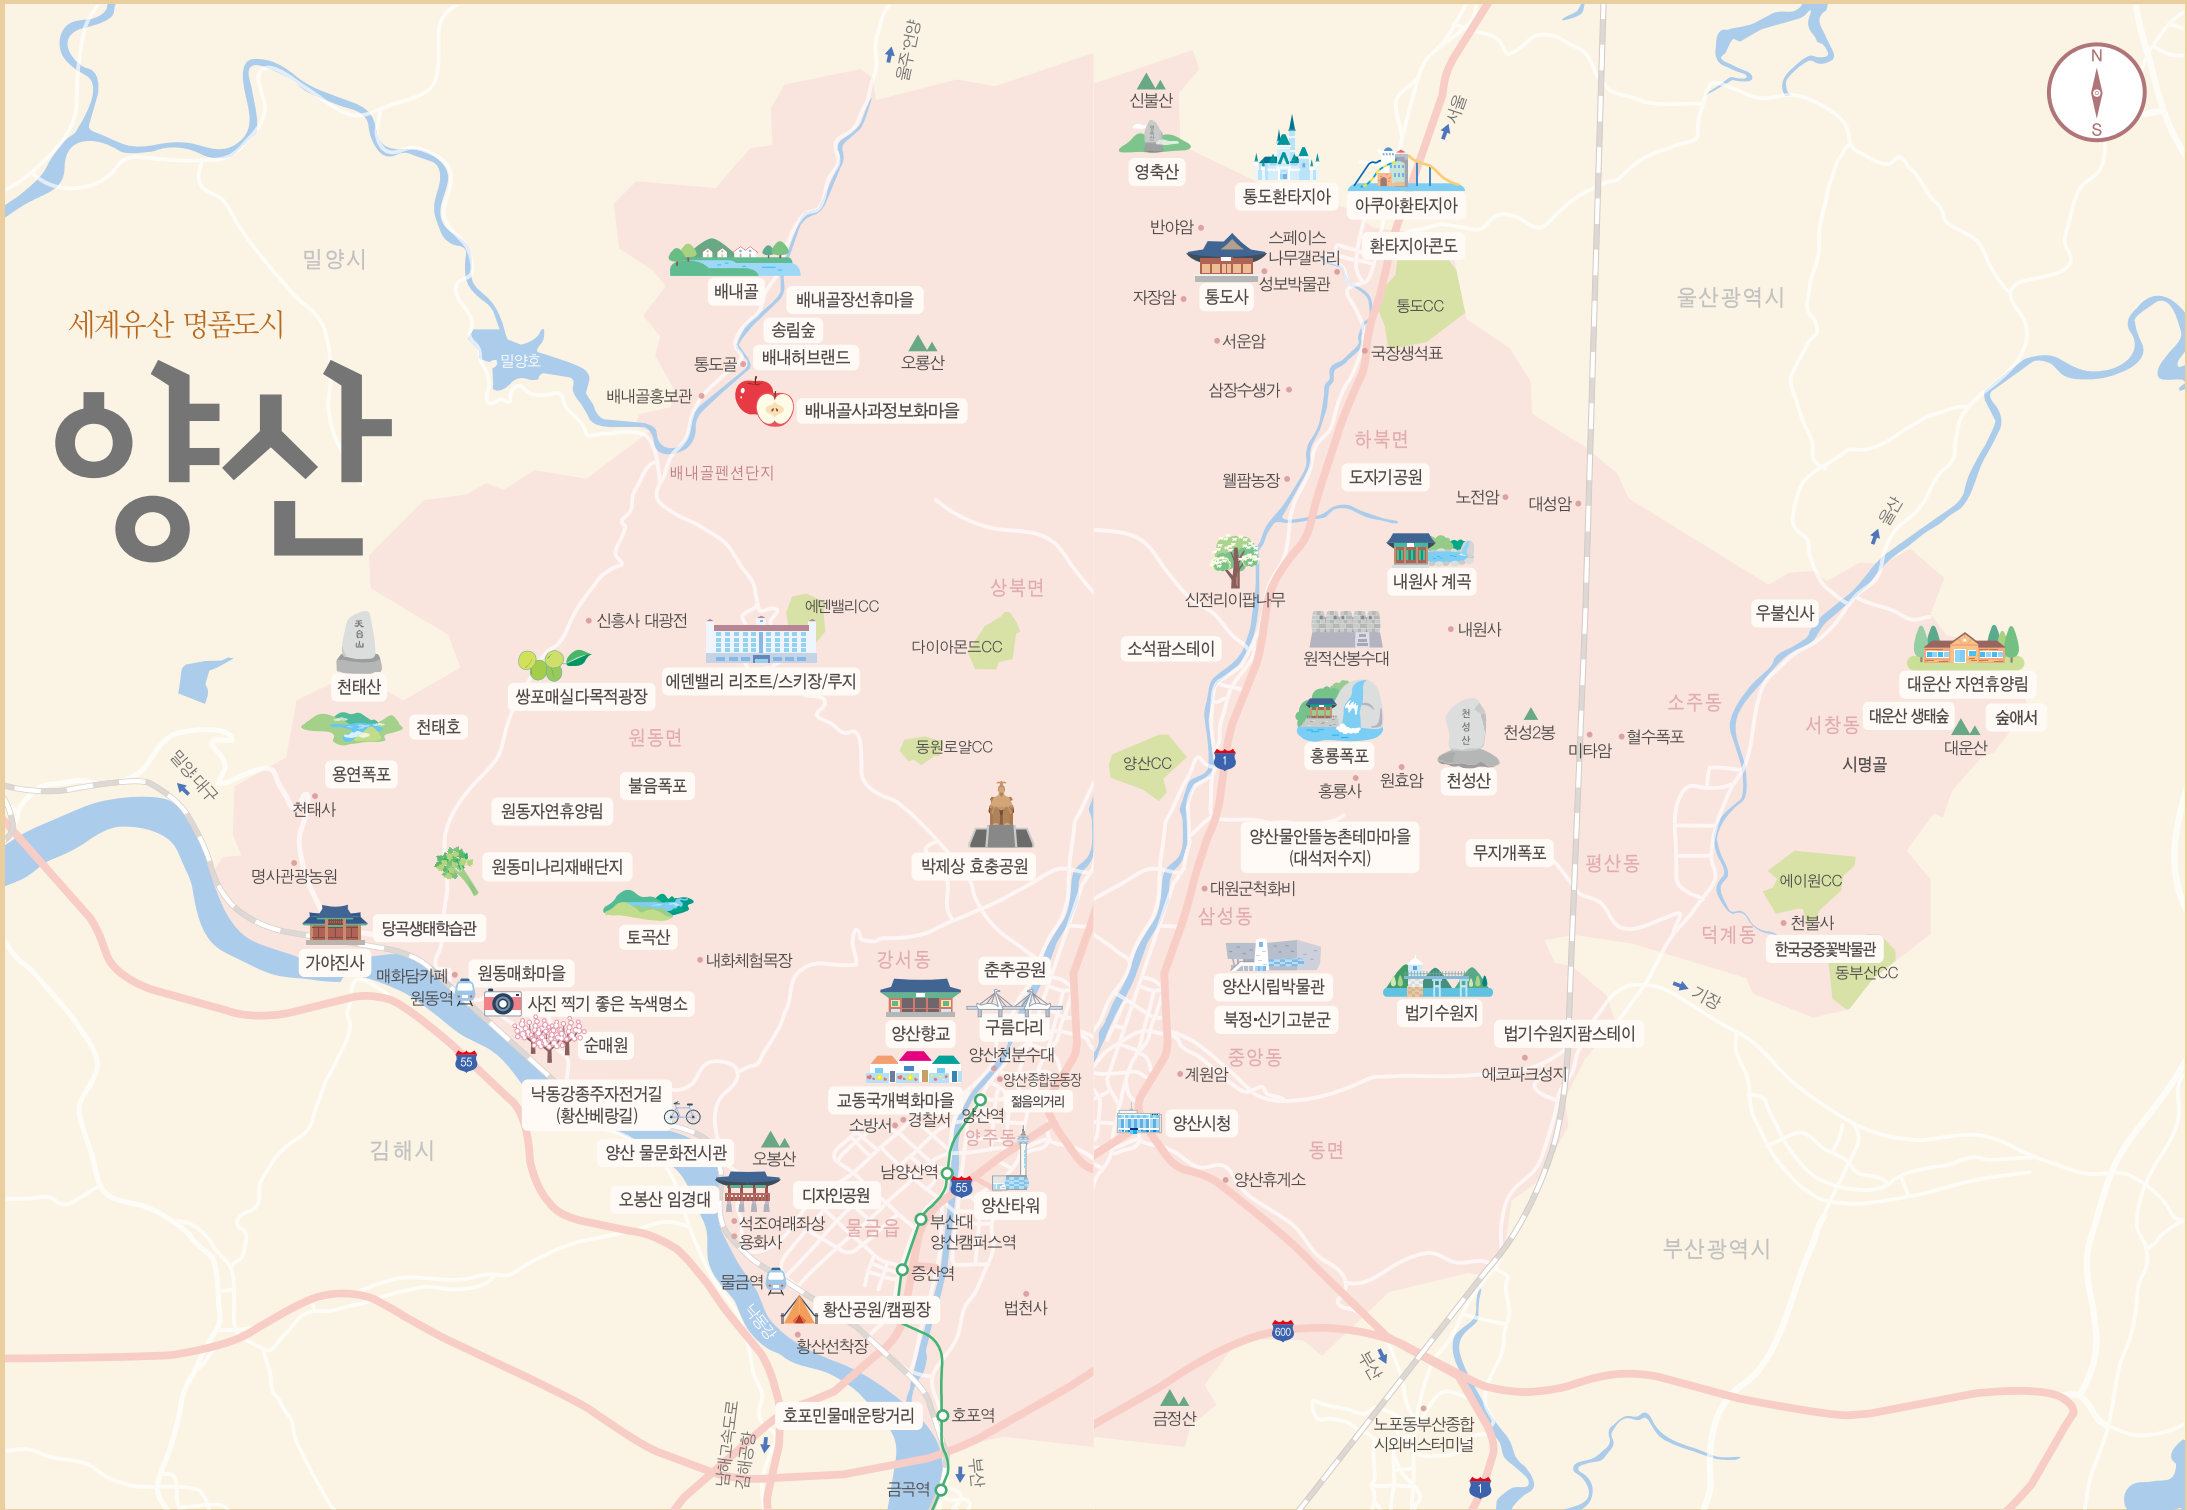 세계유산 명품도시
양산
N
S
밀양시
울산광역시
김해시
부산광역시
울주·언양
서울
울산
기장
밀양·대구
부산
부산
남해고속도로
김해공항
신불산
영축산
통도환타지아
아쿠아환타지아
환타지아콘도
반야암
스페이스
나무갤러리
성보박물관
통도사
자장암
통도CC
서운암
국장생석표
삼장수생가
하북면
웰팜농장
도자기공원
노전암
대성암
배내골
배내골장선휴마을
송림숲
배내허브랜드
통도골
오룡산
배내골홍보관
배내골사과정보화마을
배내골펜션단지
밀양호
상북면
에덴밸리CC
신흥사 대광전
다이아몬드CC
에덴밸리 리조트/스키장/루지
쌍포매실다목적광장
天台山
천태산
천태호
용연폭포
천태사
원동면
불음폭포
원동자연휴양림
동원로얄CC
박제상 효충공원
명사관광농원
원동미나리재배단지
당곡생태학습관
가야진사
토곡산
내화체험목장
매화담카페
원동매화마을
원동역
사진 찍기 좋은 녹색명소
순매원
55
낙동강종주자전거길
(황산베랑길)
양산 물문화전시관
오봉산
오봉산 임경대
디자인공원
석조여래좌상
용화사
물금읍
물금역
낙동강
황산공원/캠핑장
황산선착장
강서동
춘추공원
양산향교
구름다리
양산천분수대
양산종합운동장
교동국개벽화마을
젊음의거리
소방서
경찰서
양산역
양주동
남양산역
55
양산타워
부산대
양산캠퍼스역
증산역
법천사
호포민물매운탕거리
호포역
금곡역
신전리이팝나무
내원사 계곡
소석팜스테이
원적산봉수대
내원사
홍룡폭포
천성산
천성산
천성2봉
미타암
혈수폭포
원효암
홍룡사
양산CC
1
양산물안뜰농촌테마마을
(대석저수지)
무지개폭포
대원군척화비
삼성동
양산시립박물관
북정·신기고분군
법기수원지
법기수원지팜스테이
에코파크성지
중앙동
계원암
양산시청
동면
양산휴게소
600
금정산
노포동부산종합
시외버스터미널
1
우불신사
대운산 자연휴양림
대운산 생태숲
숲애서
대운산
소주동
서창동
시명골
평산동
에이원CC
천불사
덕계동
한국궁중꽃박물관
동부산CC